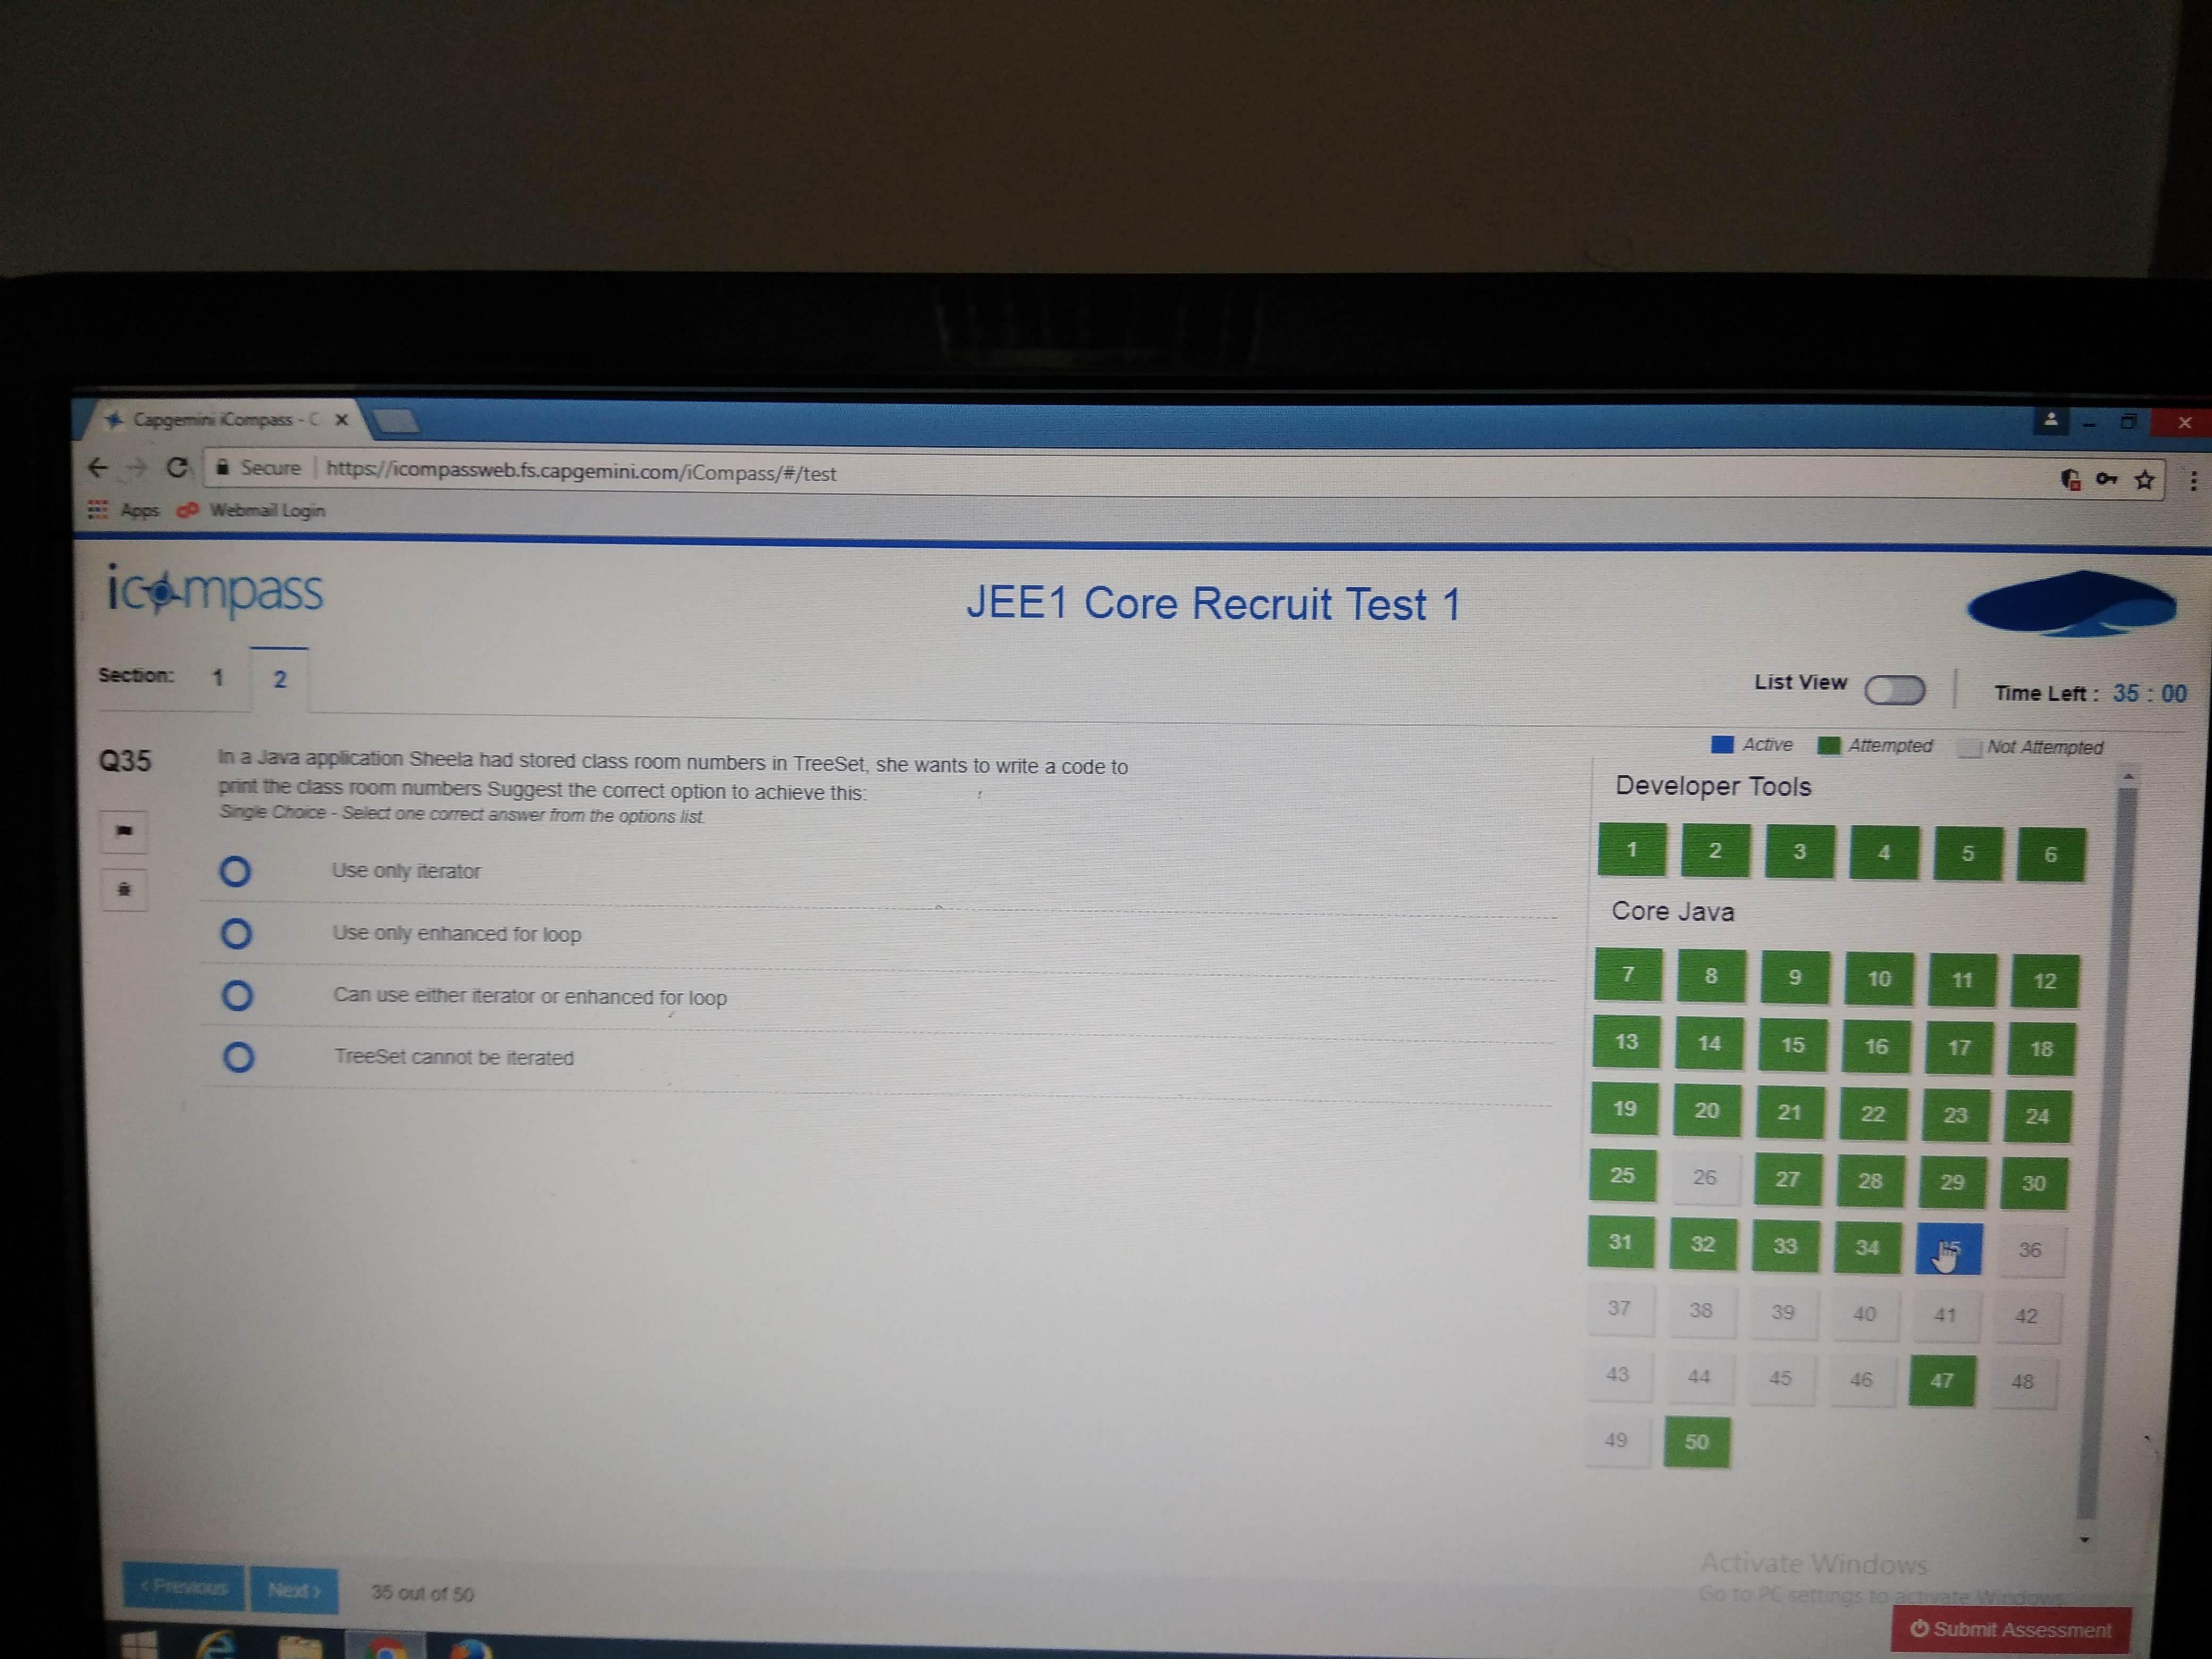 Capgemini iCompass - C
Secure https://icompassweb.fs.capgemini.com/iCompass/#/test
Apps Webmail Login
icompass
JEE1 Core Recruit Test 1
Section: 1 2
List View
Time Left : 35 : 00
Active Attempted Not Attempted
Q35
In a Java application Sheela had stored class room numbers in TreeSet, she wants to write a code to
print the class room numbers Suggest the correct option to achieve this:
Single Choice - Select one correct answer from the options list.
Use only iterator
Use only enhanced for loop
Can use either iterator or enhanced for loop
TreeSet cannot be iterated
Developer Tools
1 2 3 4 5 6
Core Java
7 8 9 10 11 12
13 14 15 16 17 18
19 20 21 22 23 24
25 26 27 28 29 30
31 32 33 34 36
37 38 39 40 41 42
43 44 45 46 47 48
49 50
Activate Windows
Go to PC settings to activate Windows.
‹ Previous Next › 35 out of 50
Submit Assessment